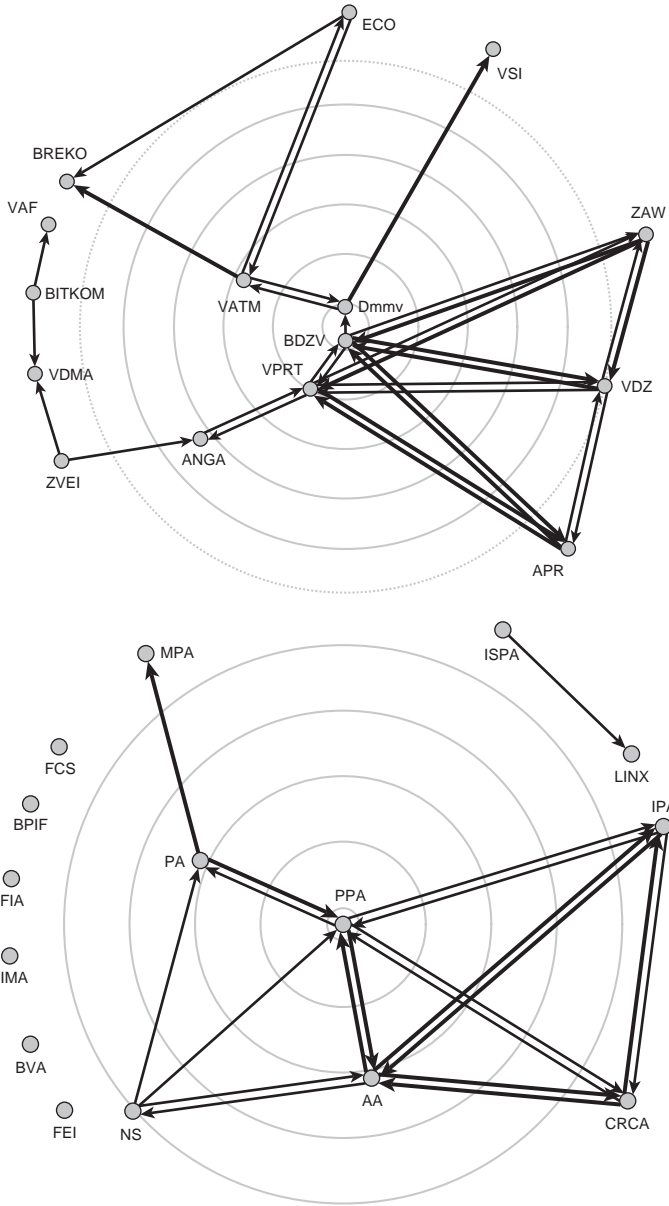 ECO
VSI
BREKO
VAF
ZAW
BITKOM
VATM
Dmmv
BDZV
VPRT
VDMA
VDZ
ANGA
ZVEI
APR
MPA
ISPA
FCS
LINX
BPIF
IPA
PA
FIA
PPA
IMA
BVA
AA
FEI
NS
CRCA